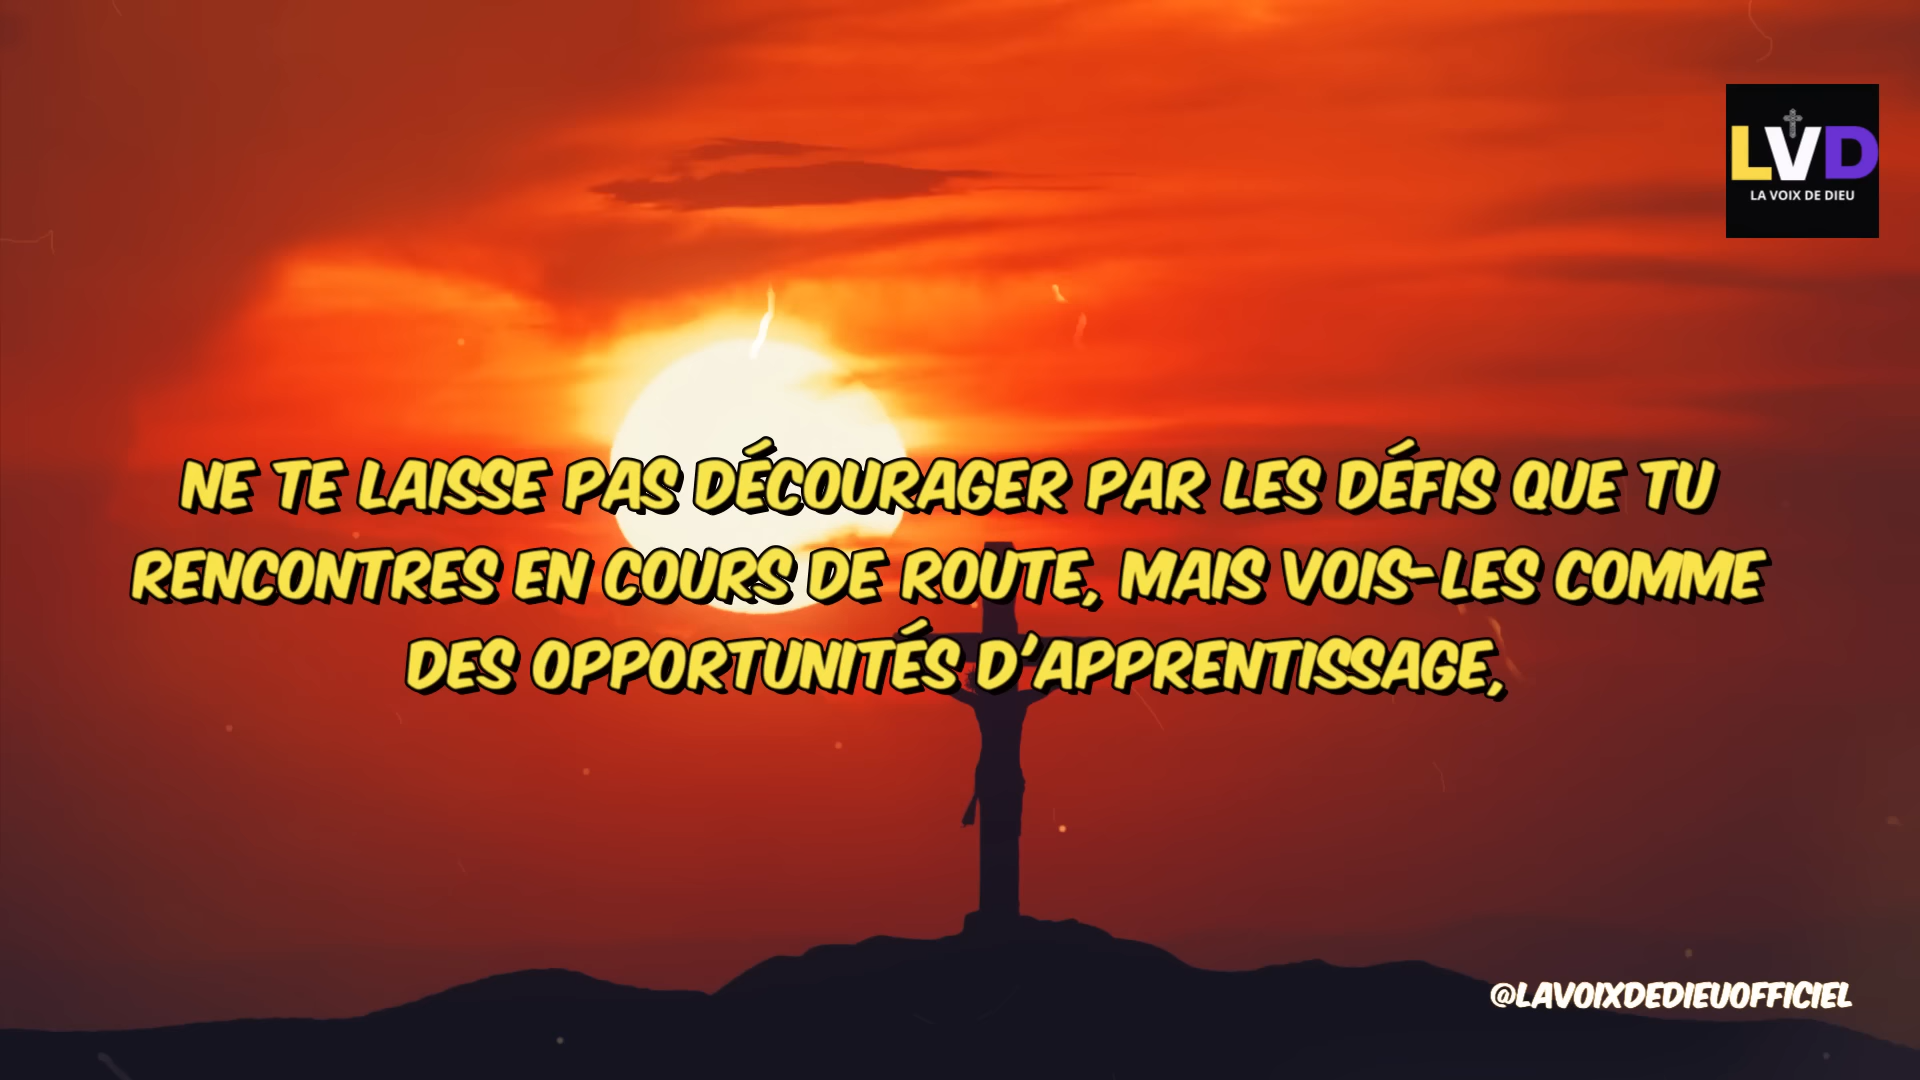 LVD
LA VOIX DE DIEU
NE TE LAISSE PAS DÉCOURAGER PAR LES DÉFIS QUE TU
RENCONTRES EN COURS DE ROUTE, MAIS VOIS-LES COMME
DES OPPORTUNITÉS D'APPRENTISSAGE,
@LAVOIXDEDIEUOFFICIEL